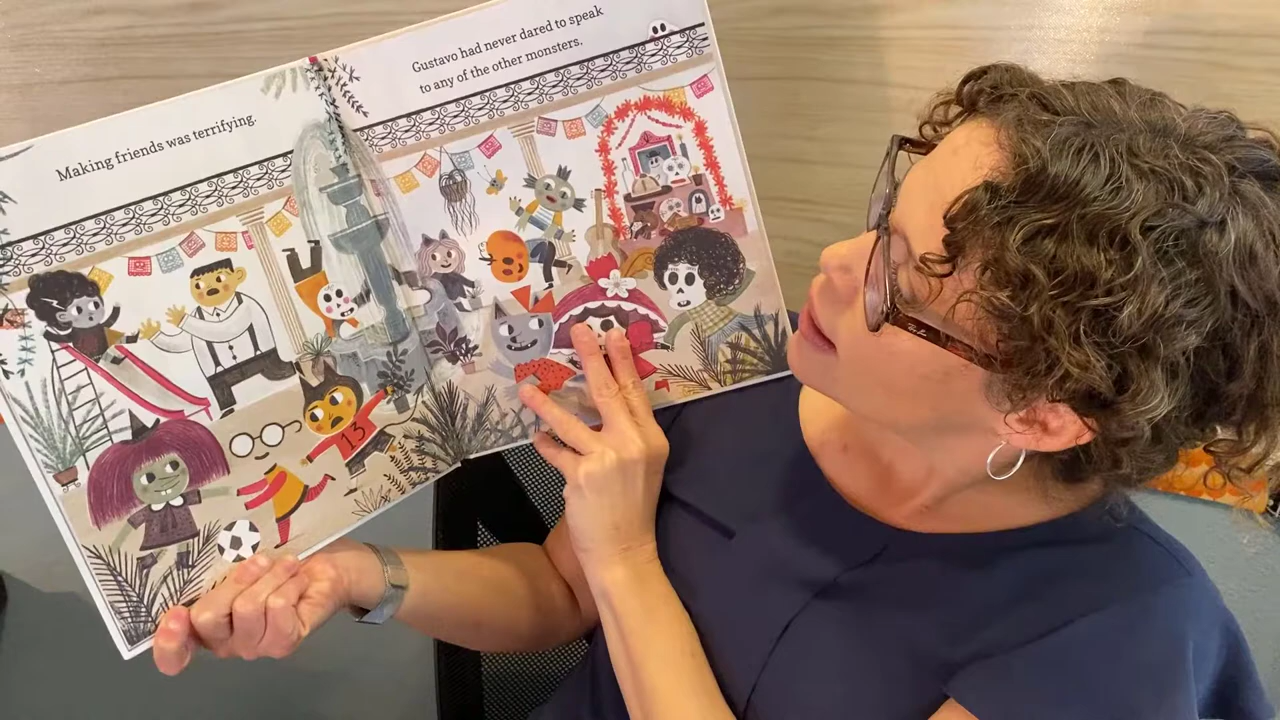 Making friends was terrifying.
Gustavo had never dared to speak
to any of the other monsters.
13